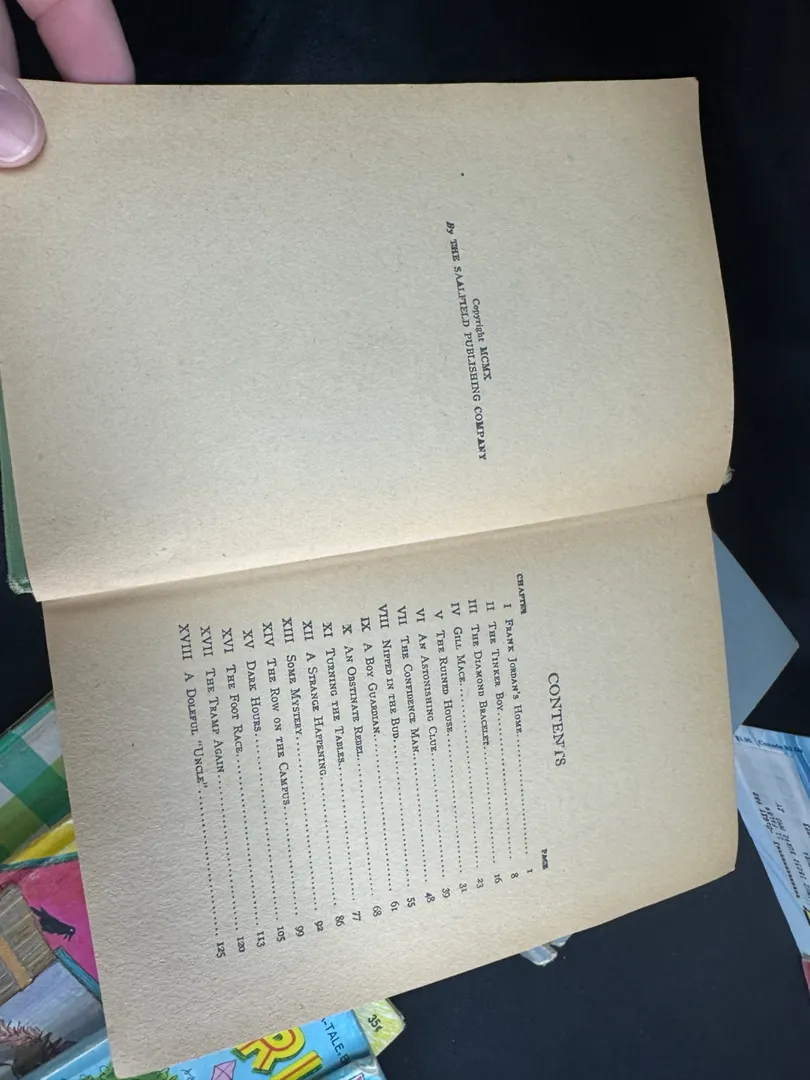 Copyright MCMX
By THE SAALFIELD PUBLISHING COMPANY
CONTENTS
CHAPTER PAGE
I FRANK JORDAN'S HOME 1
II THE TINKER BOY 8
III THE DIAMOND BRACELET 16
IV GILL MACE 23
V THE RUINED HOUSE 31
VI AN ASTONISHING CLUE 39
VII THE CONFIDENCE MAN 48
VIII NIPPED IN THE BUD 55
IX A BOY GUARDIAN 61
X AN OBSTINATE REBEL 68
XI TURNING THE TABLES 77
XII A STRANGE HAPPENING 86
XIII SOME MYSTERY 92
XIV THE ROW ON THE CAMPUS 99
XV DARK HOURS 105
XVI THE FOOT RACE 113
XVII THE TRAMP AGAIN 120
XVIII A DOLEFUL "UNCLE" 125
35¢
-TALE
RI